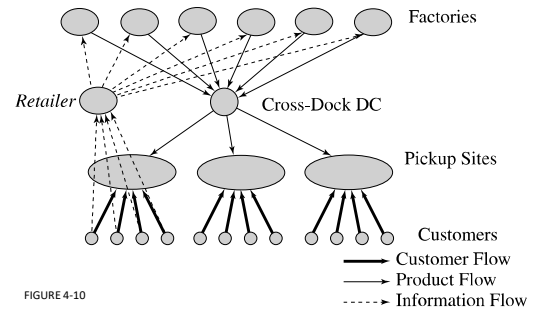 Factories
Retailer
Cross-Dock DC
Pickup Sites
Customers
Customer Flow
Product Flow
Information Flow
FIGURE 4-10